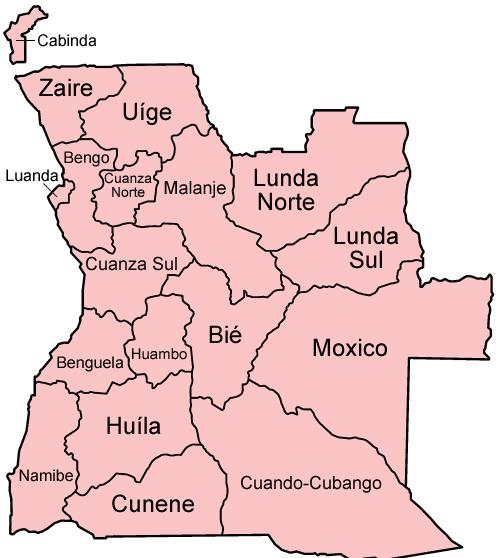 Cabinda
Zaire
Uíge
Bengo
Luanda
Cuanza
Norte
Malanje
Lunda
Norte
Lunda
Sul
Cuanza Sul
Bié
Huambo
Benguela
Moxico
Huíla
Namibe
Cunene
Cuando-Cubango